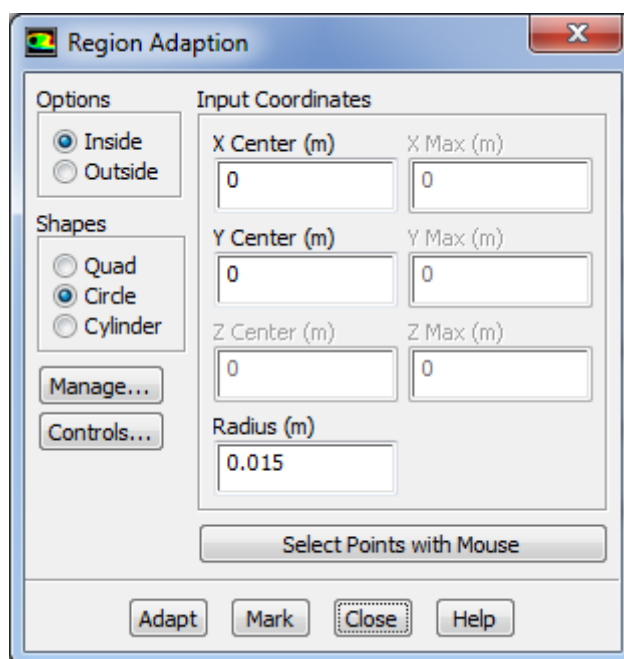 Region Adaption
Options
Inside
Outside
Shapes
Quad
Circle
Cylinder
Manage...
Controls...
Input Coordinates
X Center (m)
X Max (m)
0
0
Y Center (m)
Y Max (m)
0
0
Z Center (m)
Z Max (m)
0
0
Radius (m)
0.015
Select Points with Mouse
Adapt
Mark
Close
Help